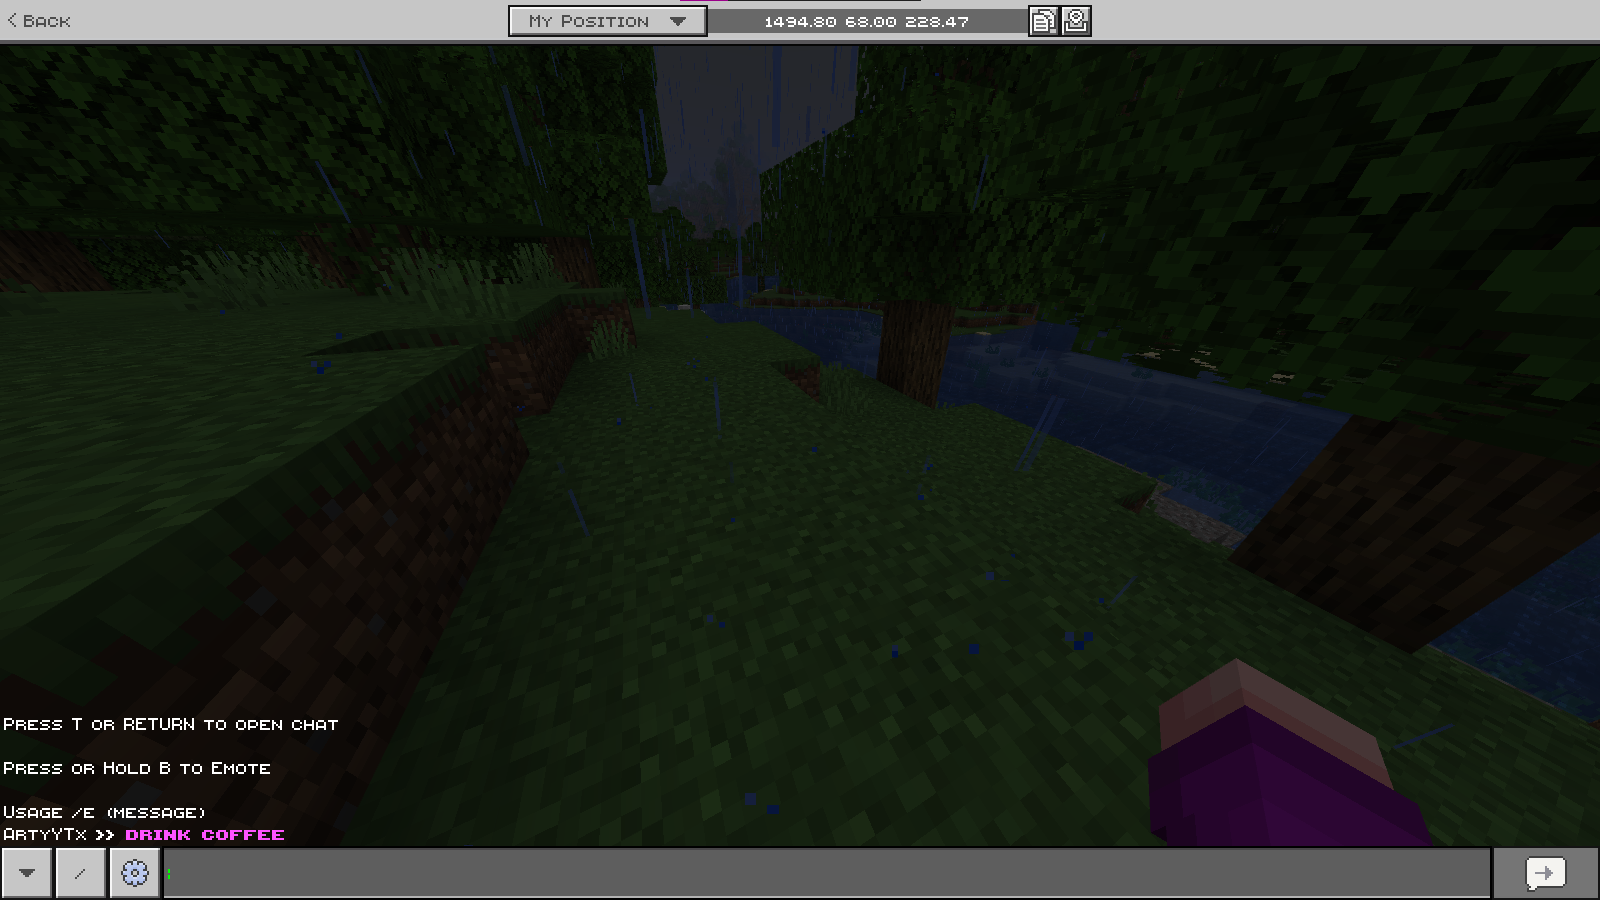 Back
My Position
1494.80 68.00 228.47
Press T or RETURN to open chat
Press or Hold B to Emote
Usage /e (message)
ArtyYTx >> DRINK COFFEE
/